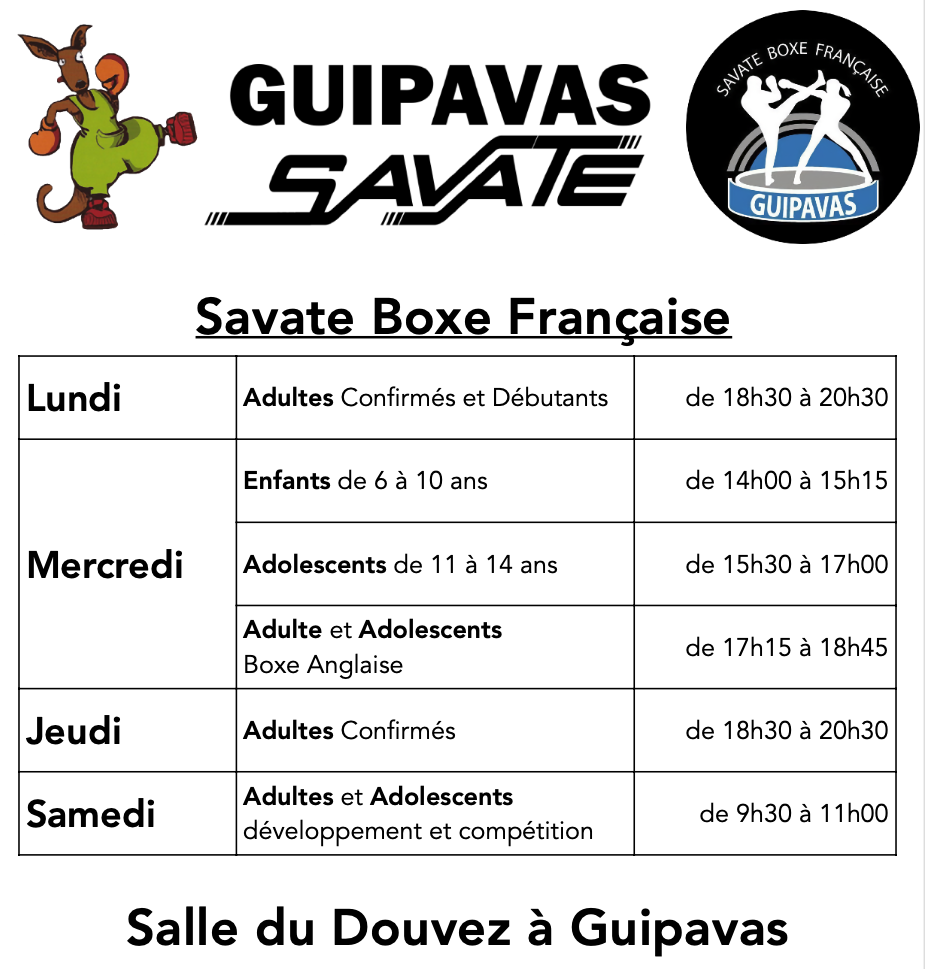 GUIPAVAS
SAVATE
SAVATE BOXE FRANÇAISE
GUIPAVAS
Savate Boxe Française
Lundi
Adultes Confirmés et Débutants
de 18h30 à 20h30
Mercredi
Enfants de 6 à 10 ans
de 14h00 à 15h15
Adolescents de 11 à 14 ans
de 15h30 à 17h00
Adulte et Adolescents
Boxe Anglaise
de 17h15 à 18h45
Jeudi
Adultes Confirmés
de 18h30 à 20h30
Samedi
Adultes et Adolescents
développement et compétition
de 9h30 à 11h00
Salle du Douvez à Guipavas